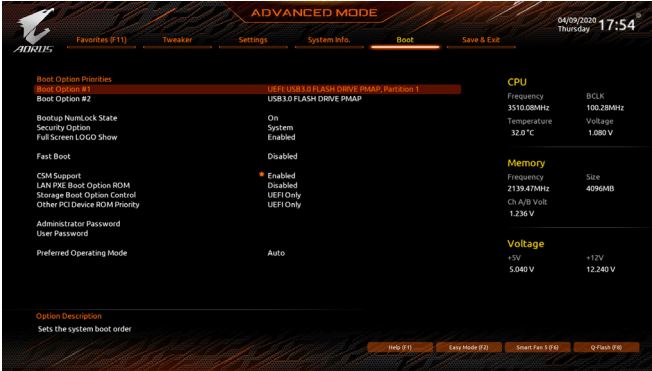 ADVANCED MODE
04/09/2020 Thursday 17:54
AORUS
Favorites (F11) Tweaker Settings System Info. Boot Save & Exit
Boot Option Priorities
Boot Option #1 UEFI: USB3.0 FLASH DRIVE PMAP, Partition 1
Boot Option #2 USB3.0 FLASH DRIVE PMAP
Bootup NumLock State On
Security Option System
Full Screen LOGO Show Enabled
Fast Boot Disabled
CSM Support Enabled
LAN PXE Boot Option ROM Disabled
Storage Boot Option Control UEFI Only
Other PCI Device ROM Priority UEFI Only
Administrator Password
User Password
Preferred Operating Mode Auto
CPU
Frequency BCLK
3510.08MHz 100.28MHz
Temperature Voltage
32.0 °C 1.080 V
Memory
Frequency Size
2139.47MHz 4096MB
Ch A/B Volt
1.236 V
Voltage
+5V +12V
5.040 V 12.240 V
Option Description
Sets the system boot order
Help (F1) Easy Mode (F2) Smart Fan 5 (F6) Q-Flash (F8)